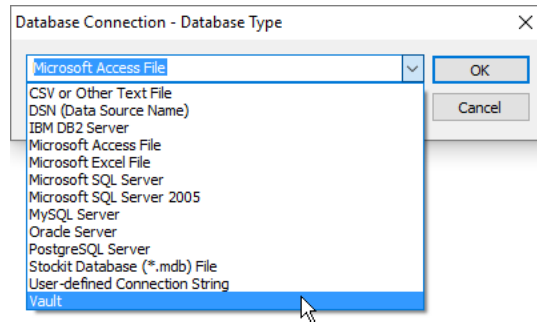 Database Connection - Database Type
Microsoft Access File
OK
CSV or Other Text File
DSN (Data Source Name)
Cancel
IBM DB2 Server
Microsoft Access File
Microsoft Excel File
Microsoft SQL Server
Microsoft SQL Server 2005
MySQL Server
Oracle Server
PostgreSQL Server
Stockit Database (*.mdb) File
User-defined Connection String
Vault